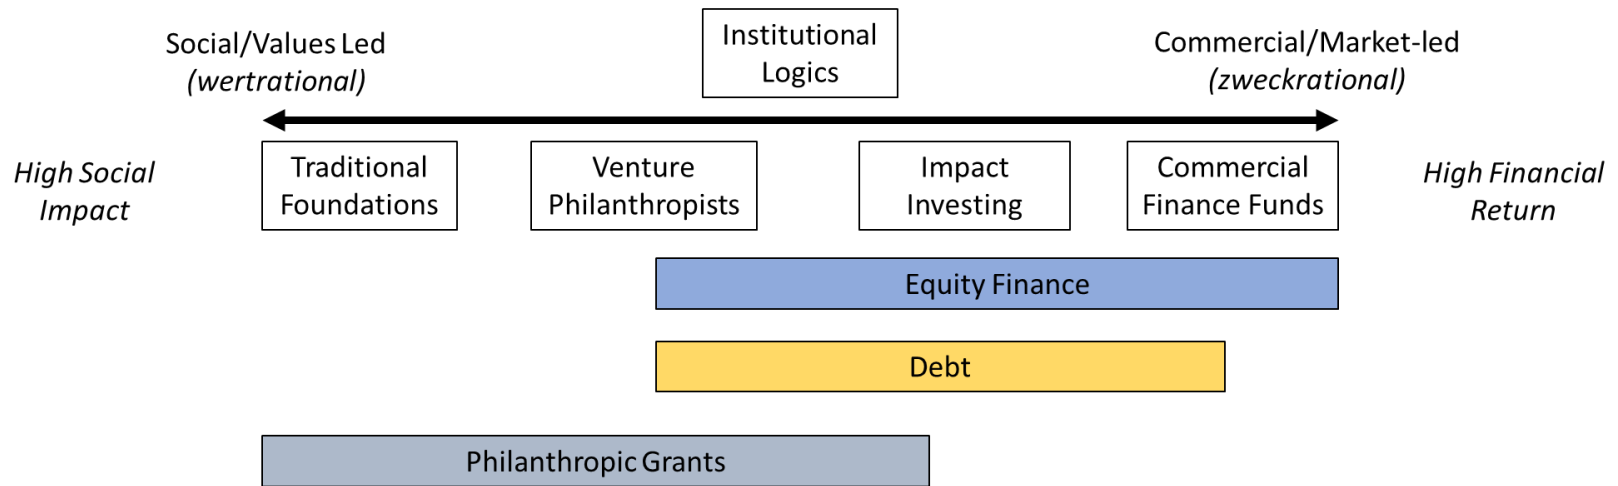 Social/Values Led
(wertrational)
Institutional
Logics
Commercial/Market-led
(zweckrational)
High Social
Impact
Traditional
Foundations
Venture
Philanthropists
Impact
Investing
Commercial
Finance Funds
High Financial
Return
Equity Finance
Debt
Philanthropic Grants